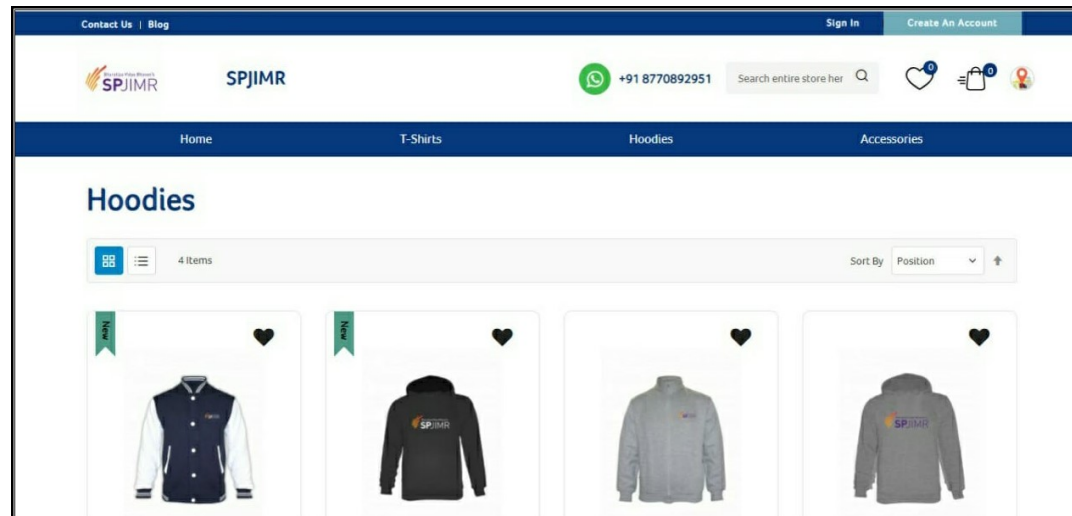 Contact Us | Blog
Sign In
Create An Account
SPJIMR
SPJIMR
+91 8770892951
Search entire store her
0
0
Home
T-Shirts
Hoodies
Accessories
Hoodies
4 Items
Sort By
Position
New
New
SPJIMR
SPJIMR